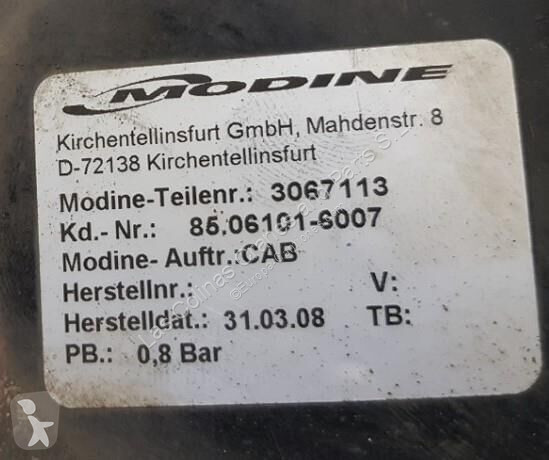 MODINE
Kirchentellinsfurt GmbH, Mahdenstr. 8
D-72138 Kirchentellinsfurt
Modine-Teilenr.: 3067113
Kd.- Nr.: 85.06101-6007
Modine- Auftr.:CAB
Herstellnr.: V:
Herstelldat.: 31.03.08 TB:
PB.: 0,8 Bar